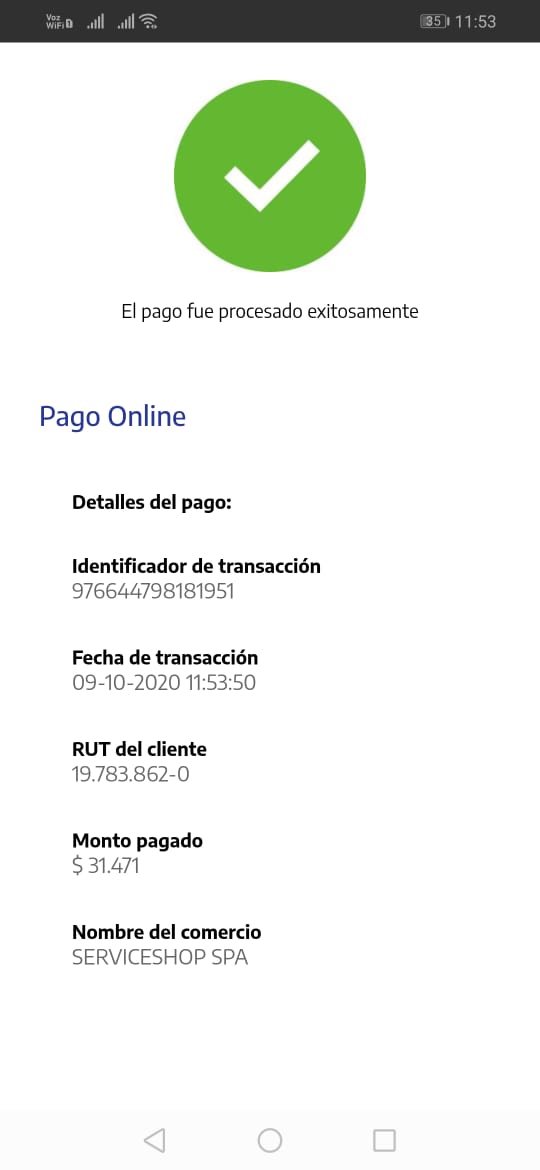 Voz
WiFi 1
35 11:53
El pago fue procesado exitosamente
Pago Online
Detalles del pago:
Identificador de transacción
976644798181951
Fecha de transacción
09-10-2020 11:53:50
RUT del cliente
19.783.862-0
Monto pagado
$ 31.471
Nombre del comercio
SERVICESHOP SPA